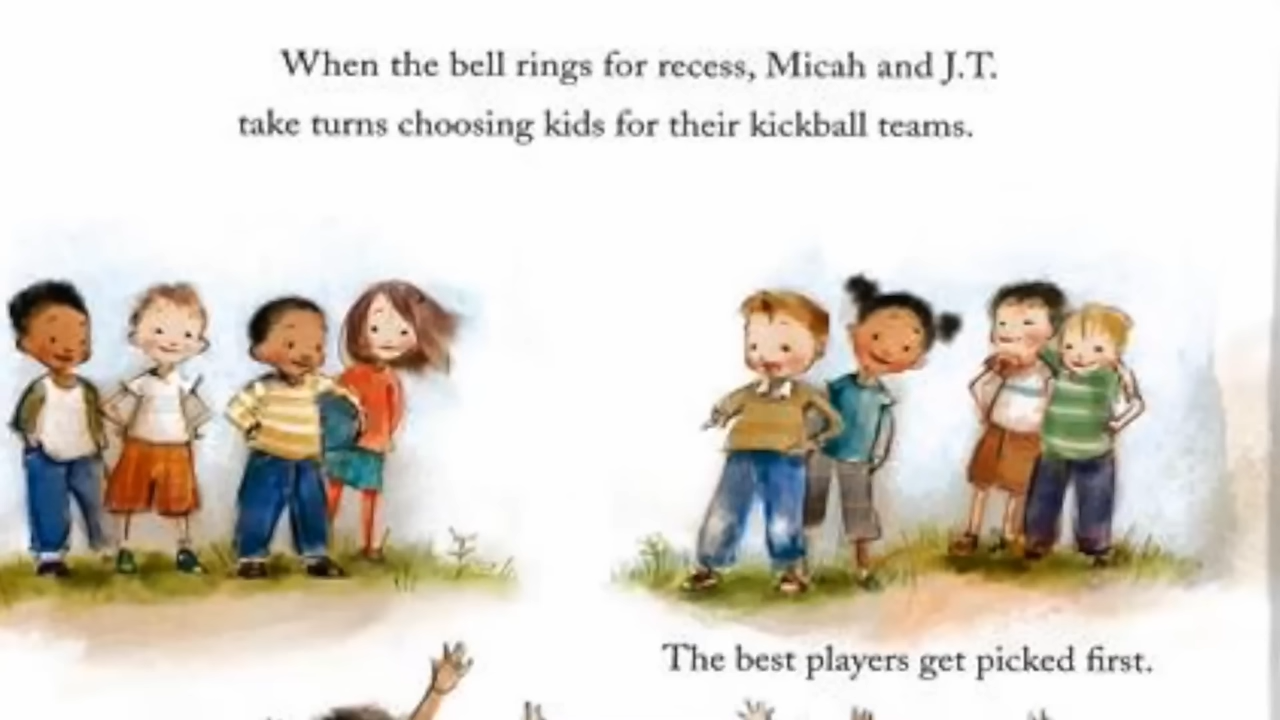 When the bell rings for recess, Micah and J.T.
take turns choosing kids for their kickball teams.
The best players get picked first.